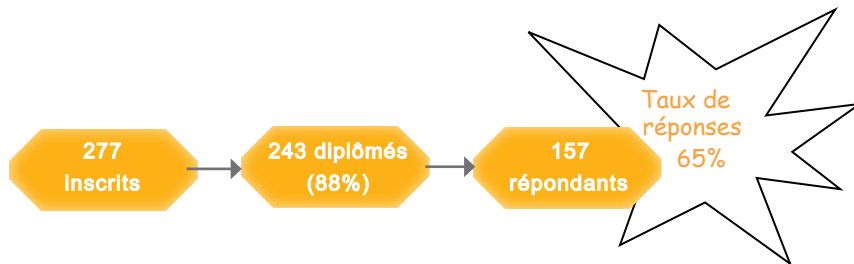 277
inscrits
243 diplômés
(88%)
157
répondants
Taux de
réponses
65%